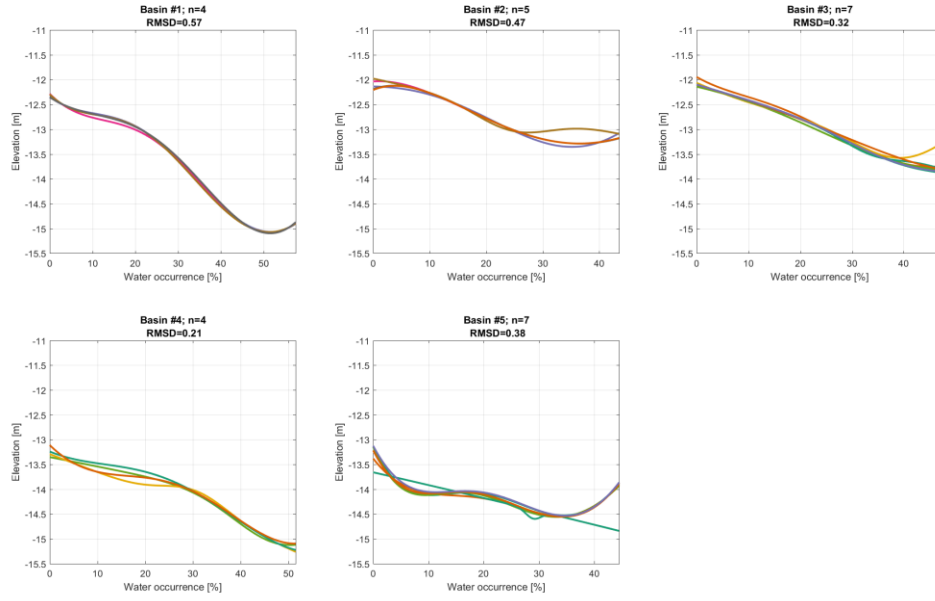 Basin #1; n=4
RMSD=0.57
-11
-11.5
-12
-12.5
-13
-13.5
-14
-14.5
-15
-15.5
Elevation [m]
0 10 20 30 40 50
Water occurrence [%]
Basin #2; n=5
RMSD=0.47
-11
-11.5
-12
-12.5
-13
-13.5
-14
-14.5
-15
-15.5
Elevation [m]
0 10 20 30 40
Water occurrence [%]
Basin #3; n=7
RMSD=0.32
-11
-11.5
-12
-12.5
-13
-13.5
-14
-14.5
-15
-15.5
Elevation [m]
0 10 20 30 40
Water occurrence [%]
Basin #4; n=4
RMSD=0.21
-11
-11.5
-12
-12.5
-13
-13.5
-14
-14.5
-15
-15.5
Elevation [m]
0 10 20 30 40 50
Water occurrence [%]
Basin #5; n=7
RMSD=0.38
-11
-11.5
-12
-12.5
-13
-13.5
-14
-14.5
-15
-15.5
Elevation [m]
0 10 20 30 40
Water occurrence [%]